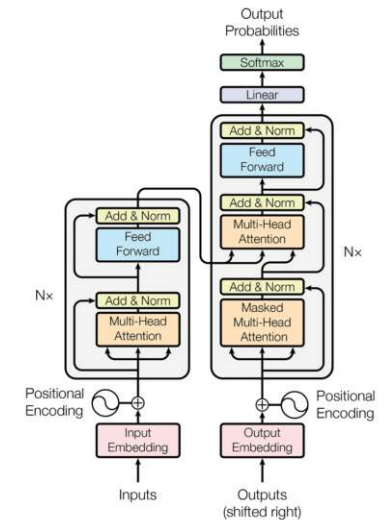 Output
Probabilities
Softmax
Linear
Add & Norm
Feed
Forward
Add & Norm
Multi-Head
Attention
Add & Norm
Masked
Multi-Head
Attention
Nx
Add & Norm
Feed
Forward
Add & Norm
Multi-Head
Attention
Nx
Positional
Encoding
Positional
Encoding
Input
Embedding
Output
Embedding
Inputs
Outputs
(shifted right)